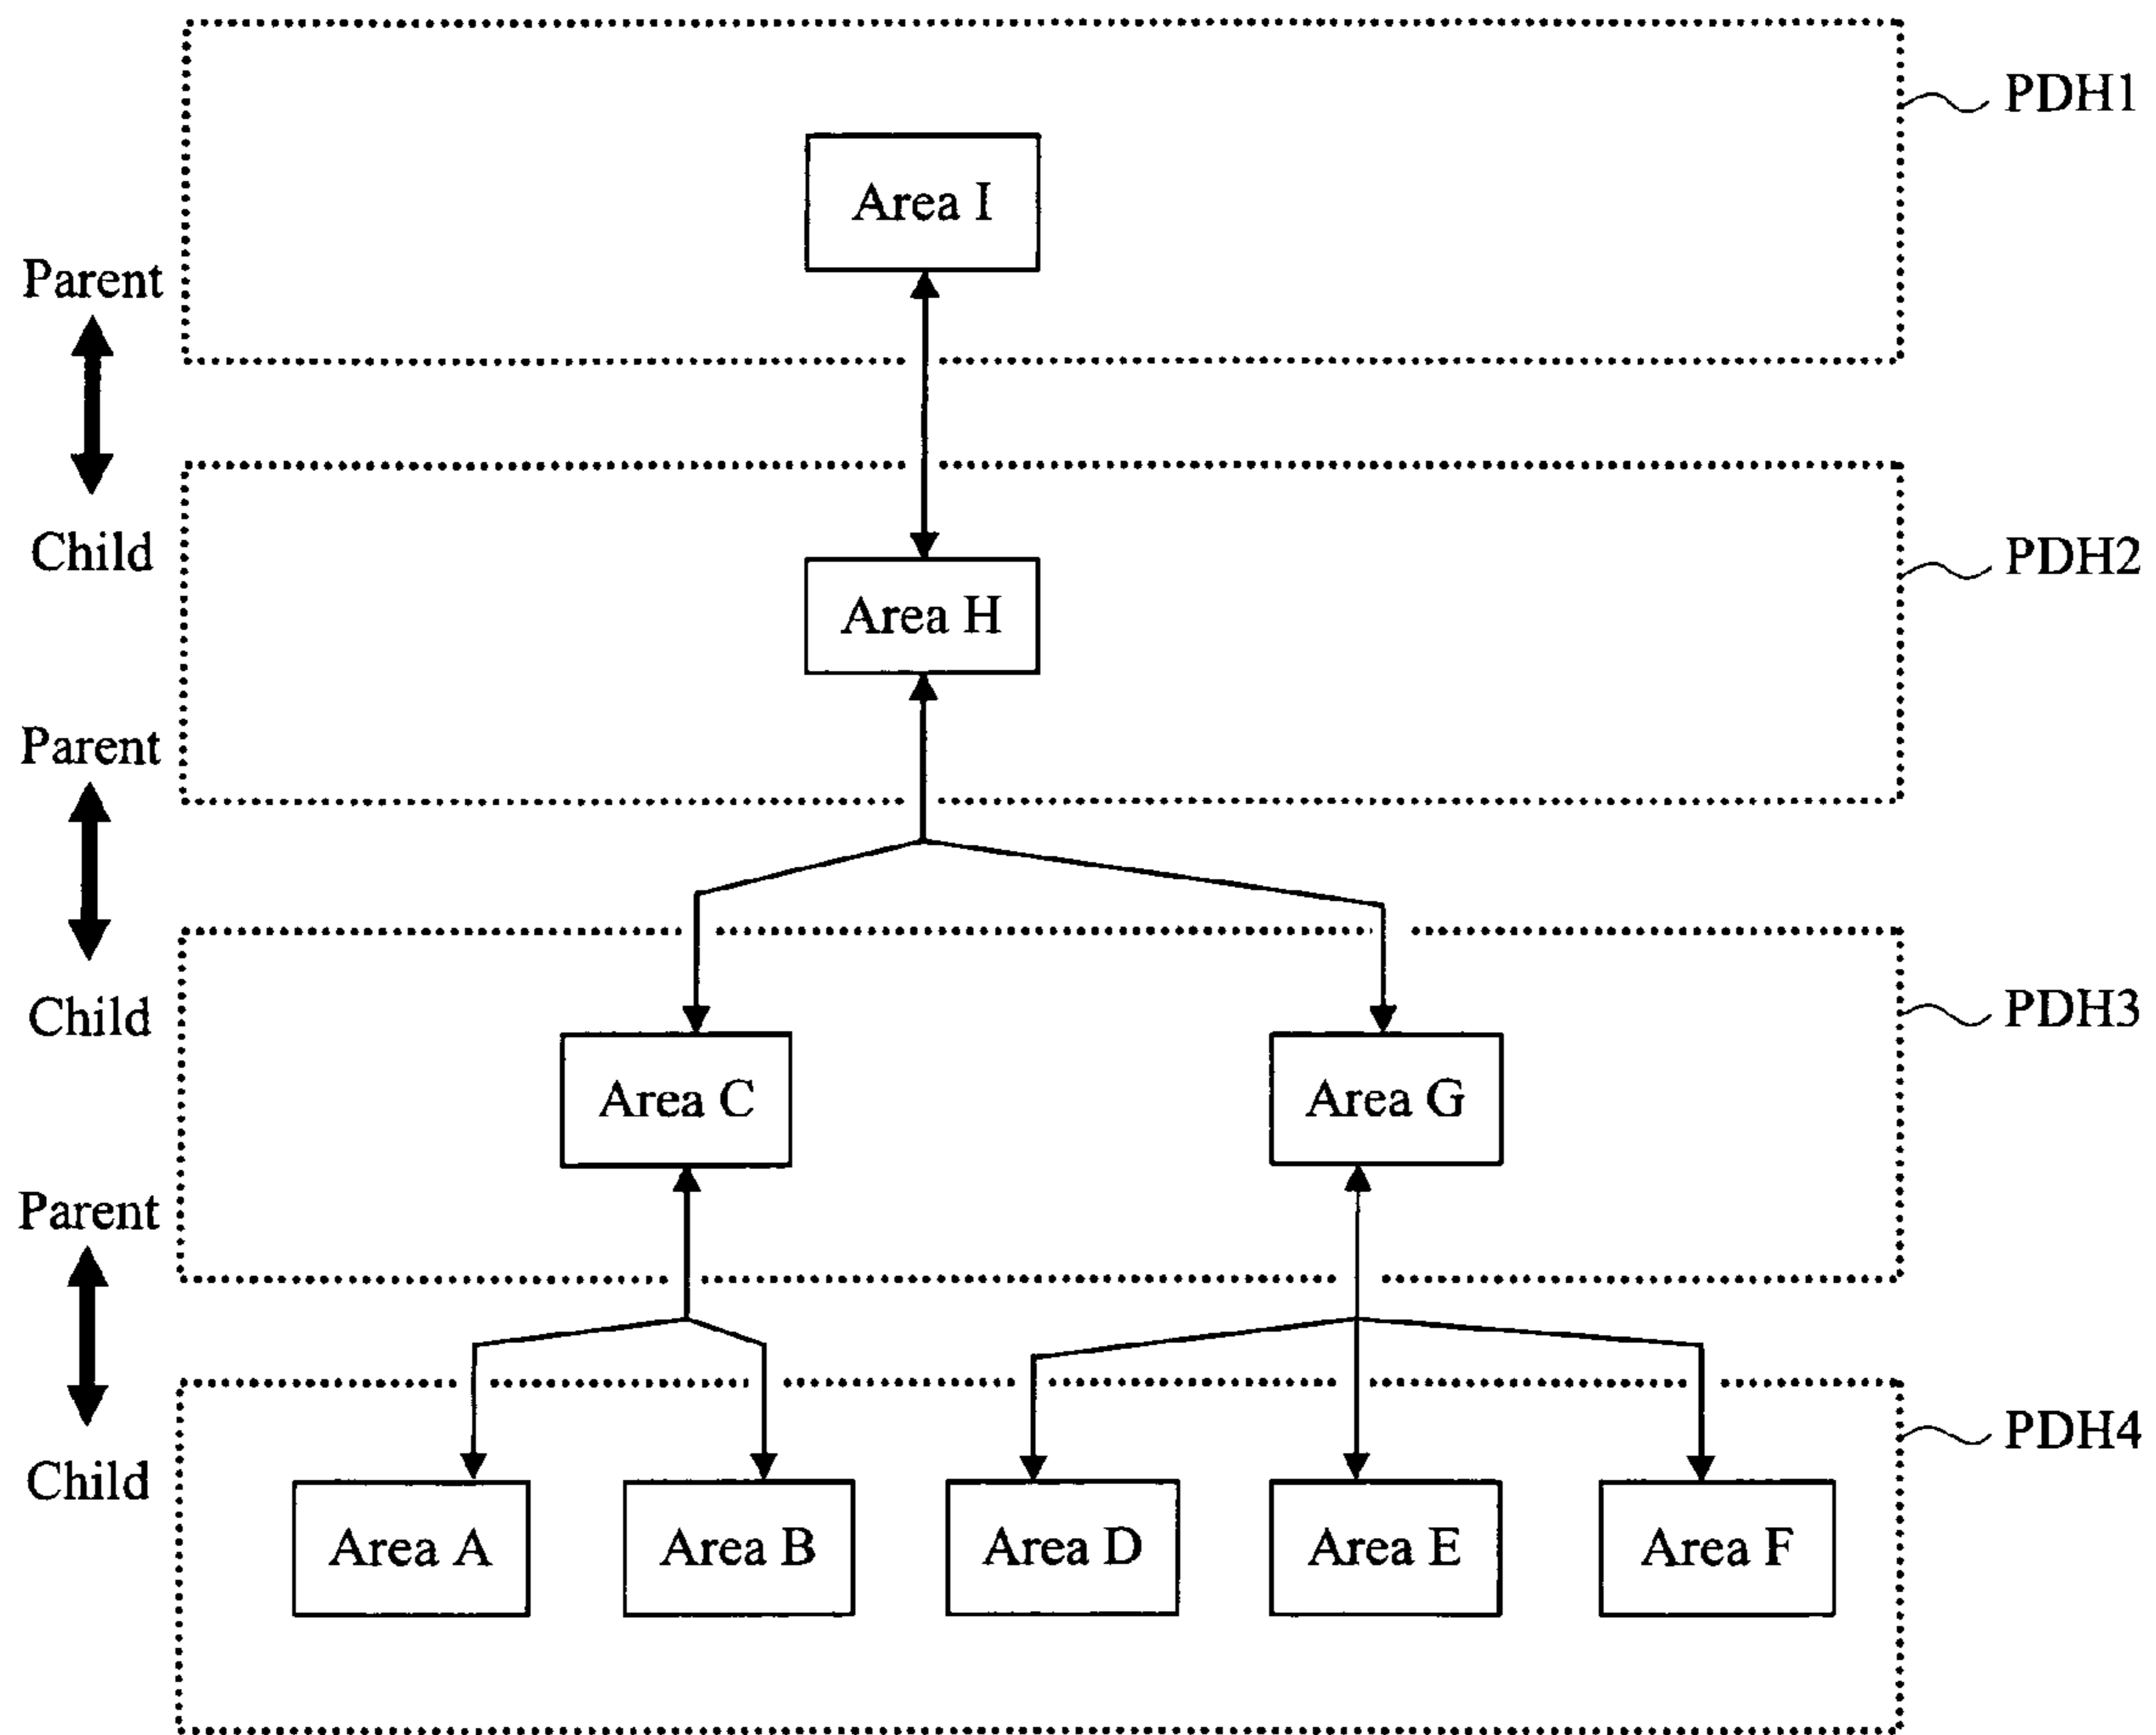 PDH1
Area I
Parent
Child
PDH2
Area H
Parent
Child
PDH3
Area C
Area G
Parent
Child
PDH4
Area A
Area B
Area D
Area E
Area F